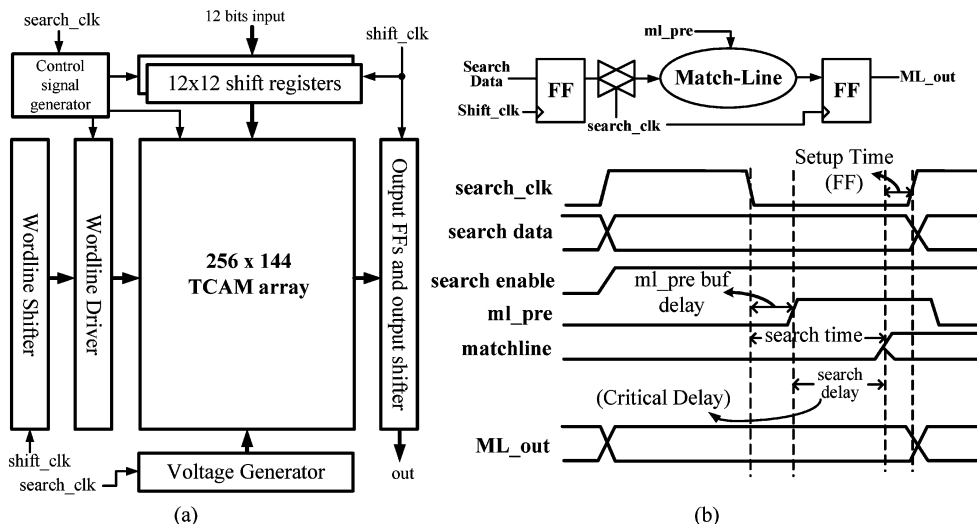 search_clk
12 bits input
shift_clk
Control
signal
generator
12x12 shift registers
Wordline Shifter
Wordline Driver
256 x 144
TCAM array
Output FFs and output shifter
shift_clk
search_clk
Voltage Generator
out
(a)
ml_pre
Search
Data
FF
Match-Line
FF
ML_out
Shift_clk
search_clk
Setup Time
(FF)
search_clk
search data
search enable
ml_pre buf
delay
ml_pre
search time
matchline
search
delay
(Critical Delay)
ML_out
(b)